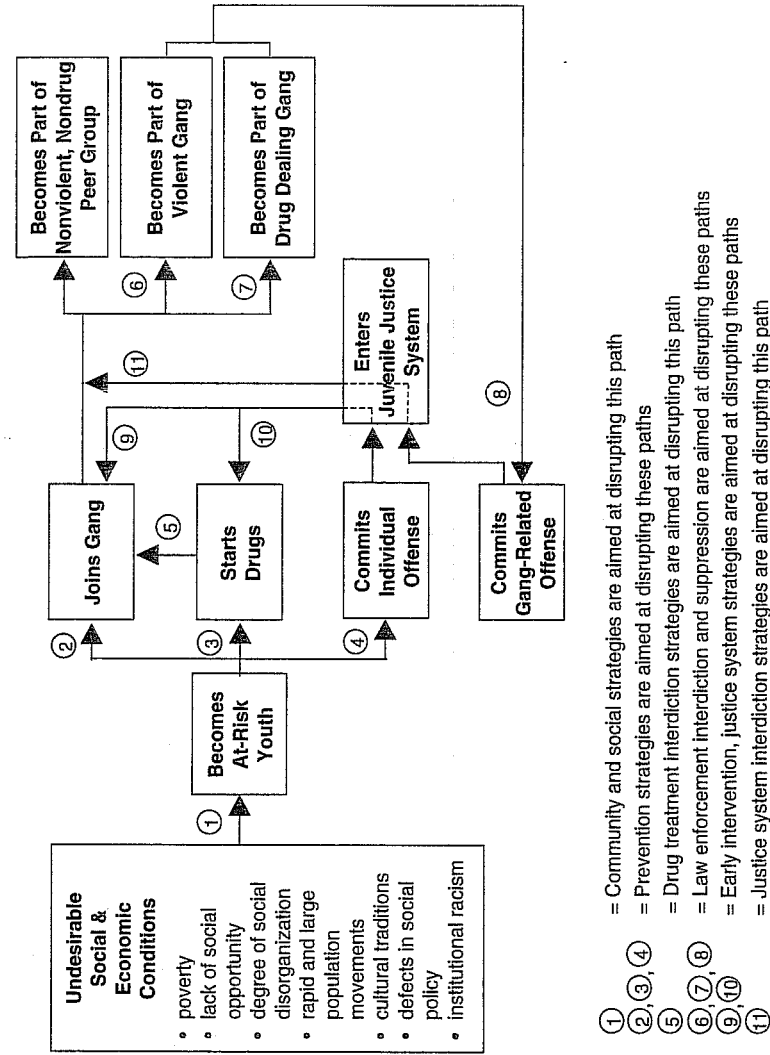 Undesirable
Social &
Economic
Conditions
• poverty
• lack of social
opportunity
• degree of social
disorganization
• rapid and large
population
movements
• cultural traditions
• defects in social
policy
• institutional racism
1
Becomes
At-Risk
Youth
2
3
4
Joins Gang
5
Starts
Drugs
Commits
Individual
Offense
Commits
Gang-Related
Offense
9
10
11
Enters
Juvenile Justice
System
8
6
7
Becomes Part of
Nonviolent, Nondrug
Peer Group
Becomes Part of
Violent Gang
Becomes Part of
Drug Dealing Gang
1 = Community and social strategies are aimed at disrupting this path
2, 3, 4 = Prevention strategies are aimed at disrupting these paths
5 = Drug treatment interdiction strategies are aimed at disrupting this path
6, 7, 8 = Law enforcement interdiction and suppression are aimed at disrupting these paths
9, 10 = Early intervention, justice system strategies are aimed at disrupting these paths
11 = Justice system interdiction strategies are aimed at disrupting this path